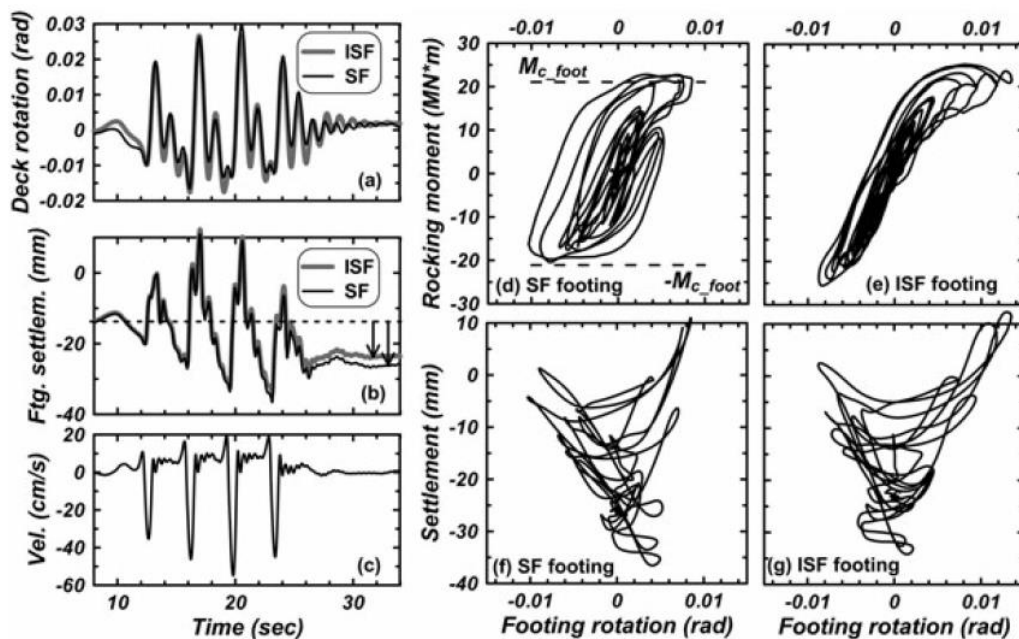 0.03
0.02
0.01
0
-0.01
0.02
Deck rotation (rad)
ISF
SF
(a)
0
-20
-40
Ftg. settlem. (mm)
ISF
SF
(b)
20
0
-20
-40
-60
Vel. (cm/s)
(c)
10 20 30
Time (sec)
-0.01 0 0.01
30
20
10
0
-10
-20
-30
Rocking moment (MN*m)
Mc_foot
-Mc_foot
(d) SF footing
-0.01 0 0.01
(e) ISF footing
10
0
-10
-20
-30
-40
Settlement (mm)
(f) SF footing
-0.01 0 0.01
Footing rotation (rad)
(g) ISF footing
-0.01 0 0.01
Footing rotation (rad)